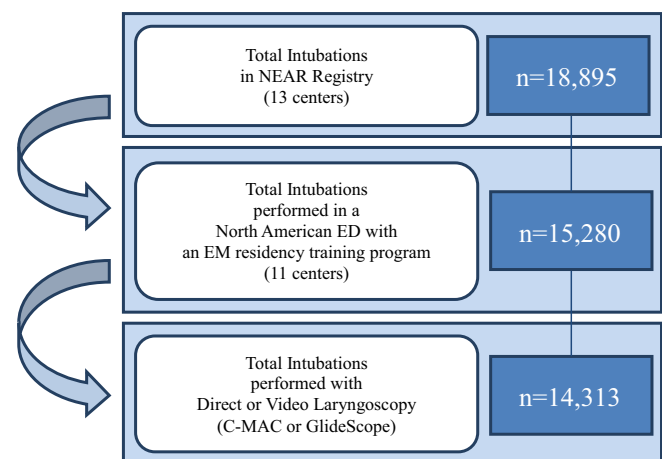 Total Intubations
in NEAR Registry
(13 centers)
n=18,895
Total Intubations
performed in a
North American ED with
an EM residency training program
(11 centers)
n=15,280
Total Intubations
performed with
Direct or Video Laryngoscopy
(C-MAC or GlideScope)
n=14,313